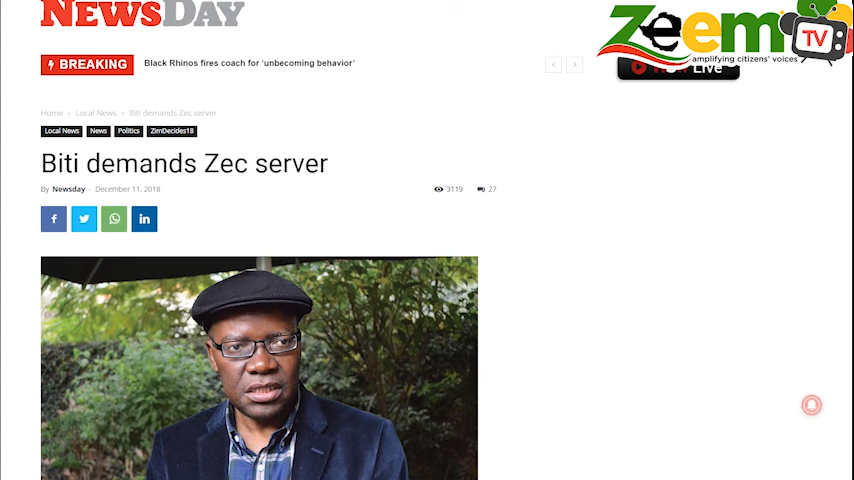 NEWSDAY
Zeem TV
amplifying citizens' voices
BREAKING
Black Rhinos fires coach for 'unbecoming behavior'
Live
Home › Local News › Biti demands Zec server
Local News News Politics ZimDecides18
Biti demands Zec server
By Newsday - December 11, 2018
3119 27